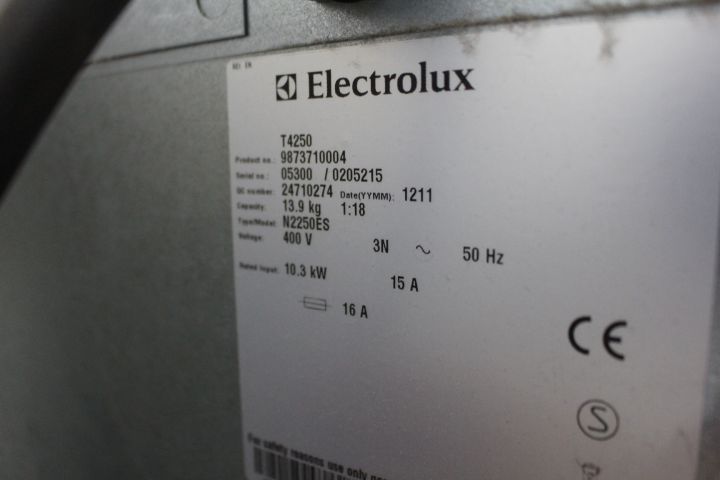 Electrolux
T4250
Product no.: 9873710004
Serial no.: 05300 / 0205215
DC number: 24710274 Date(YYMM): 1211
Capacity: 13.9 kg 1:18
Type/Model: N2250ES
Voltage: 400 V 3N ~ 50 Hz
Rated input: 10.3 kW 15 A
16 A
CE
S
For safety reasons use only